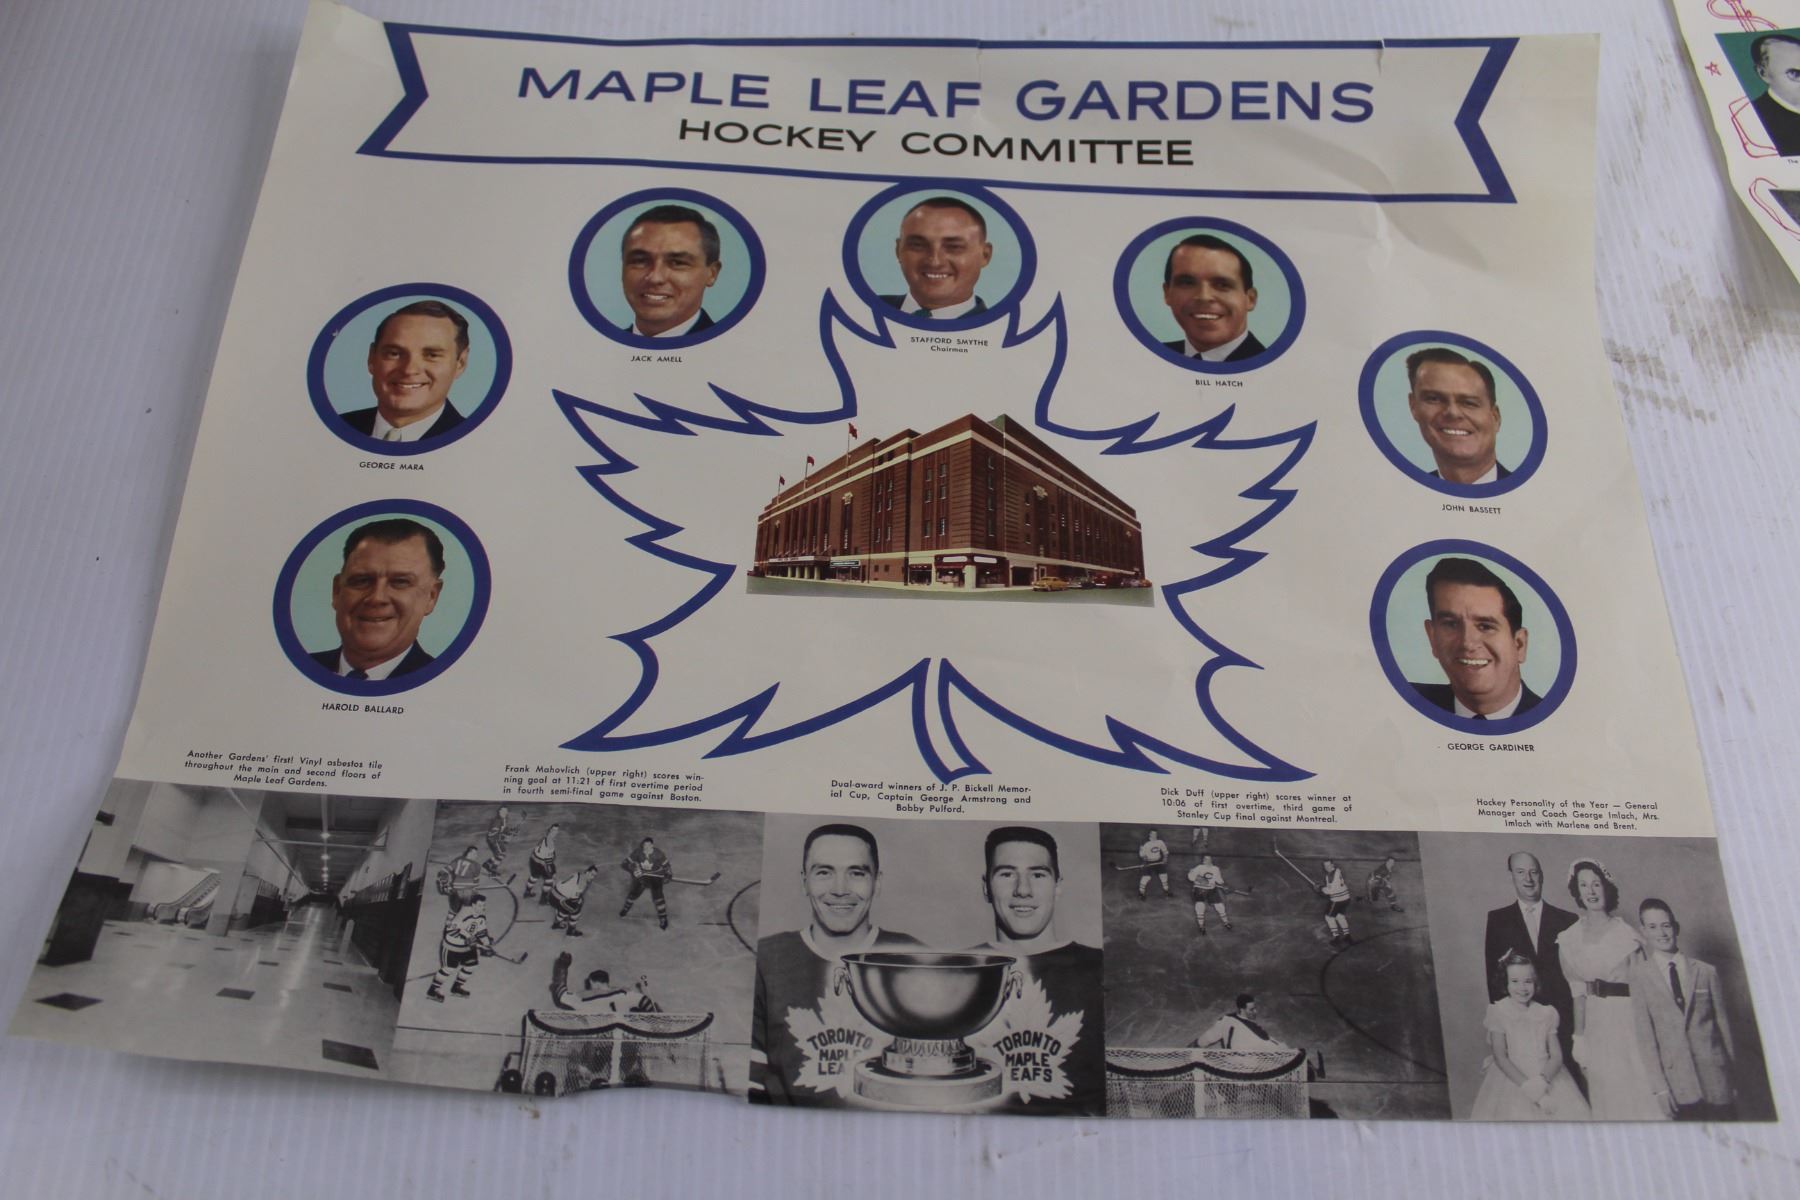 MAPLE LEAF GARDENS
HOCKEY COMMITTEE
STAFFORD SMYTHE
Chairman
JACK AMELL
BILL HATCH
GEORGE MARA
JOHN BASSETT
HAROLD BALLARD
GEORGE GARDINER
Another Gardens' first! Vinyl asbestos tile
throughout the main and second floors of
Maple Leaf Gardens.
Frank Mahovlich (upper right) scores win-
ning goal at 11:21 of first overtime period
in fourth semi-final game against Boston.
Dual-award winners of J. P. Bickell Memor-
ial Cup, Captain George Armstrong and
Bobby Pulford.
Dick Duff (upper right) scores winner at
10:06 of first overtime, third game of
Stanley Cup final against Montreal.
Hockey Personality of the Year — General
Manager and Coach George Imlach, Mrs.
Imlach with Marlene and Brent.
17
8
TORONTO
MAPLE
LEA
TORONTO
MAPLE
EAFS